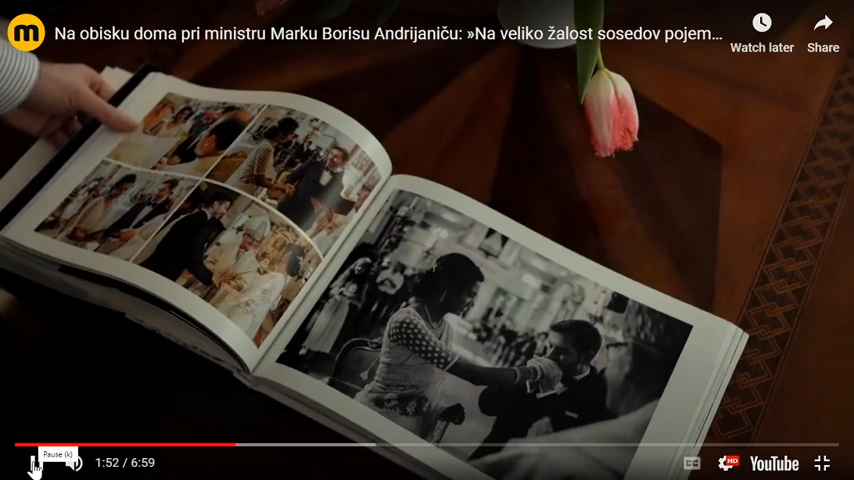 m
Na obisku doma pri ministru Marku Borisu Andrijaniču: »Na veliko žalost sosedov pojem...
Watch later
Share
Pause (k)
1:52 / 6:59
CC
HD
YouTube